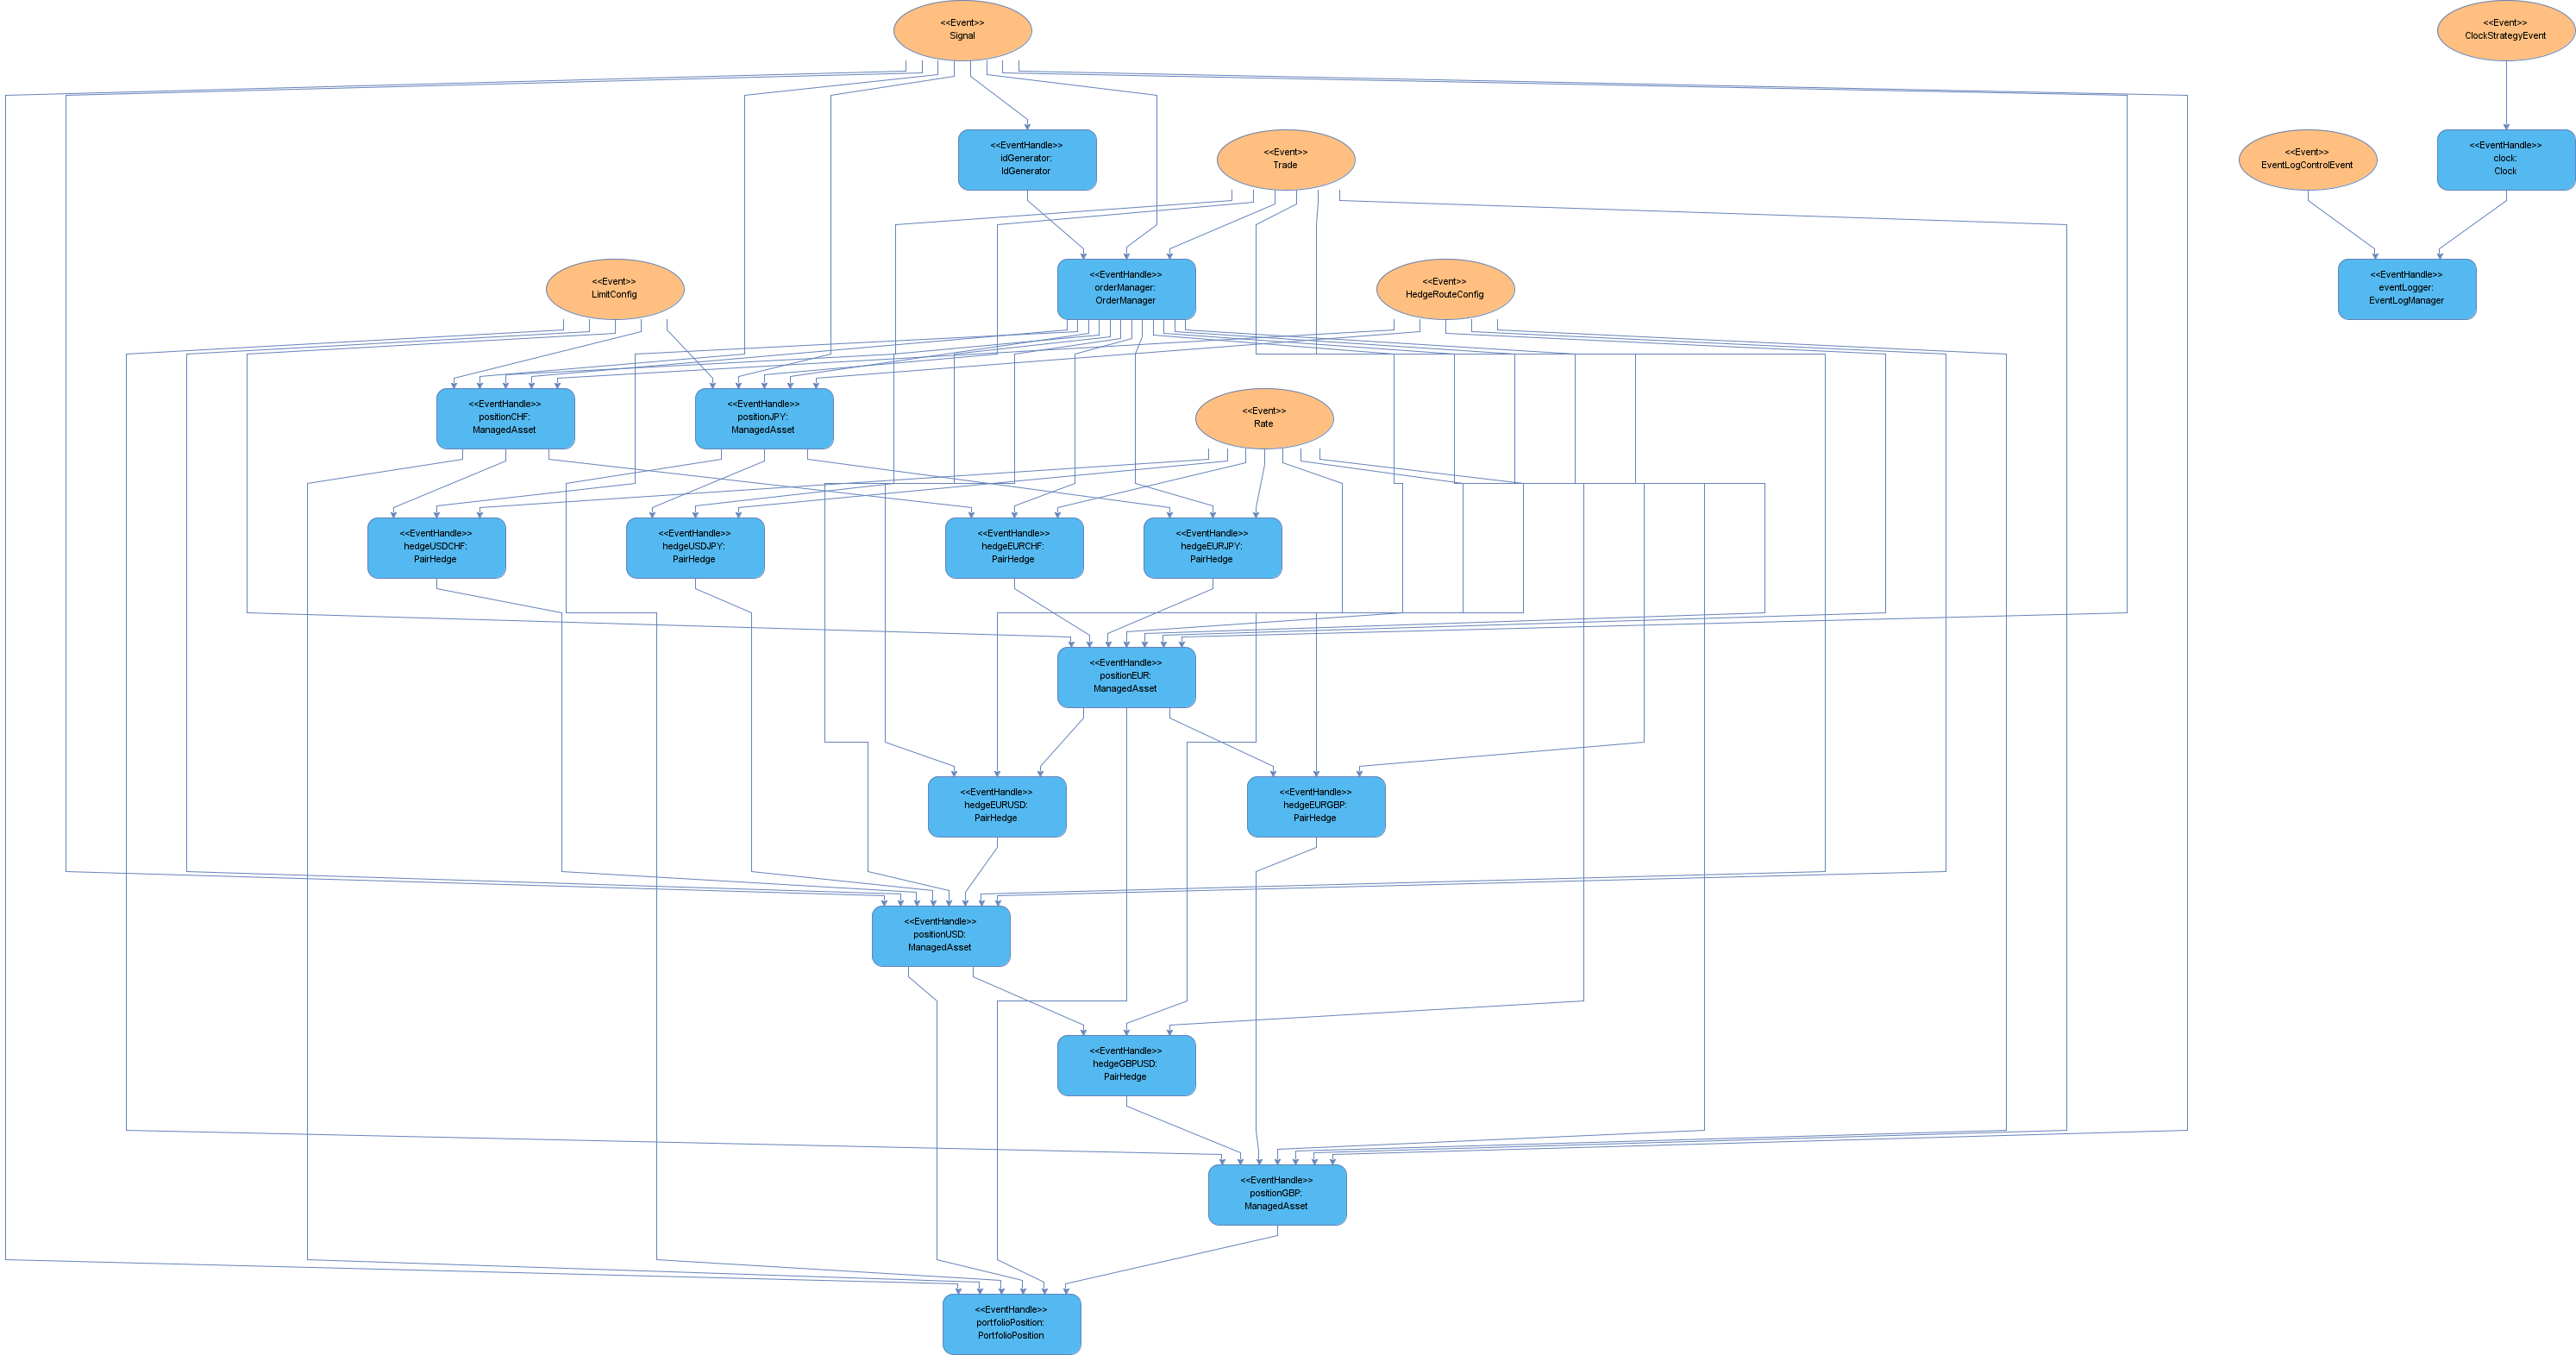 <<Event>>
Signal
<<Event>>
ClockStrategyEvent
<<EventHandle>>
idGenerator:
IdGenerator
<<Event>>
Trade
<<Event>>
EventLogControlEvent
<<EventHandle>>
clock:
Clock
<<Event>>
LimitConfig
<<EventHandle>>
orderManager:
OrderManager
<<Event>>
HedgeRouteConfig
<<EventHandle>>
eventLogger:
EventLogManager
<<EventHandle>>
positionCHF:
ManagedAsset
<<EventHandle>>
positionJPY:
ManagedAsset
<<Event>>
Rate
<<EventHandle>>
hedgeUSDCHF:
PairHedge
<<EventHandle>>
hedgeUSDJPY:
PairHedge
<<EventHandle>>
hedgeEURCHF:
PairHedge
<<EventHandle>>
hedgeEURJPY:
PairHedge
<<EventHandle>>
positionEUR:
ManagedAsset
<<EventHandle>>
hedgeEURUSD:
PairHedge
<<EventHandle>>
hedgeEURGBP:
PairHedge
<<EventHandle>>
positionUSD:
ManagedAsset
<<EventHandle>>
hedgeGBPUSD:
PairHedge
<<EventHandle>>
positionGBP:
ManagedAsset
<<EventHandle>>
portfolioPosition:
PortfolioPosition